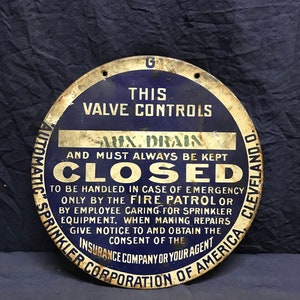 G
THIS
VALVE CONTROLS
AUX. DRAIN
AND MUST ALWAYS BE KEPT
CLOSED
TO BE HANDLED IN CASE OF EMERGENCY
ONLY BY THE FIRE PATROL OR
BY EMPLOYEE CARING FOR SPRINKLER
EQUIPMENT. WHEN MAKING REPAIRS
GIVE NOTICE TO AND OBTAIN THE
CONSENT OF THE
INSURANCE COMPANY OR YOUR AGENT
AUTOMATIC SPRINKLER CORPORATION OF AMERICA CLEVELAND, O